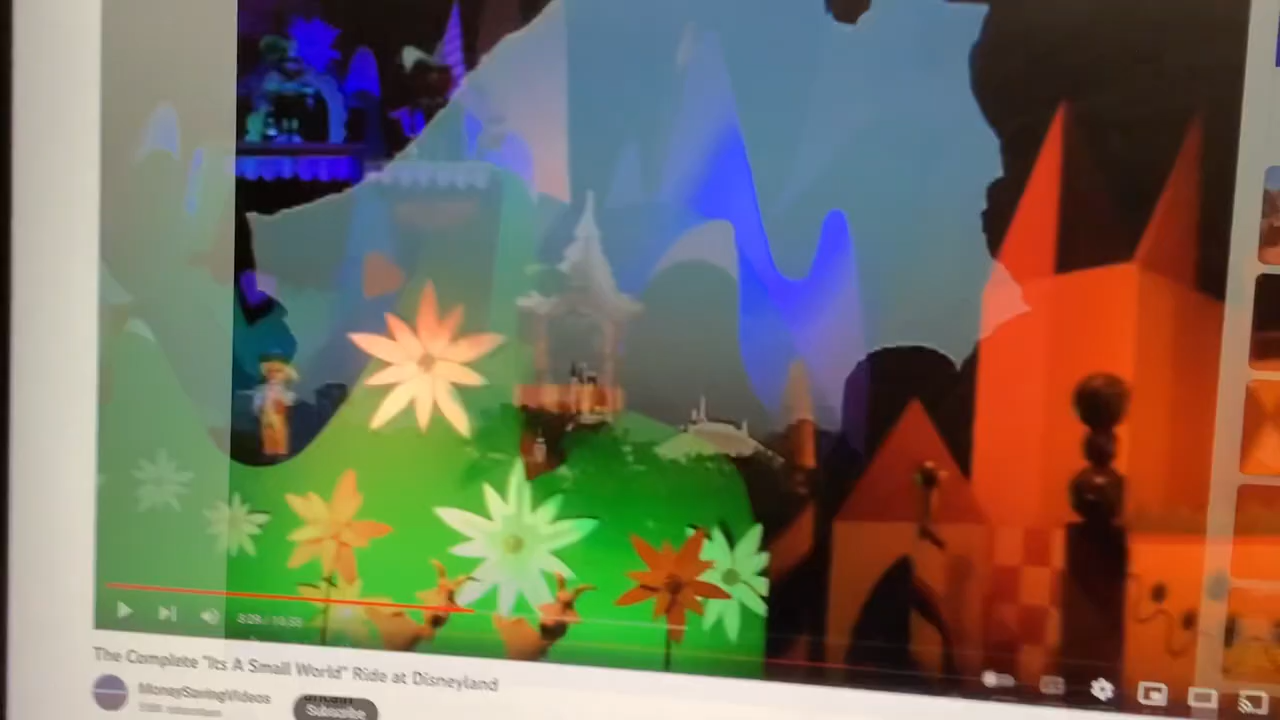 The Complete "Its A Small World" Ride at Disneyland
MoneySavingVideos
Subscribe